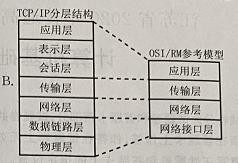 TCP/IP分层结构
应用层
表示层
会话层
传输层
网络层
数据链路层
物理层
B.
OSI/RM参考模型
应用层
传输层
网络层
网络接口层